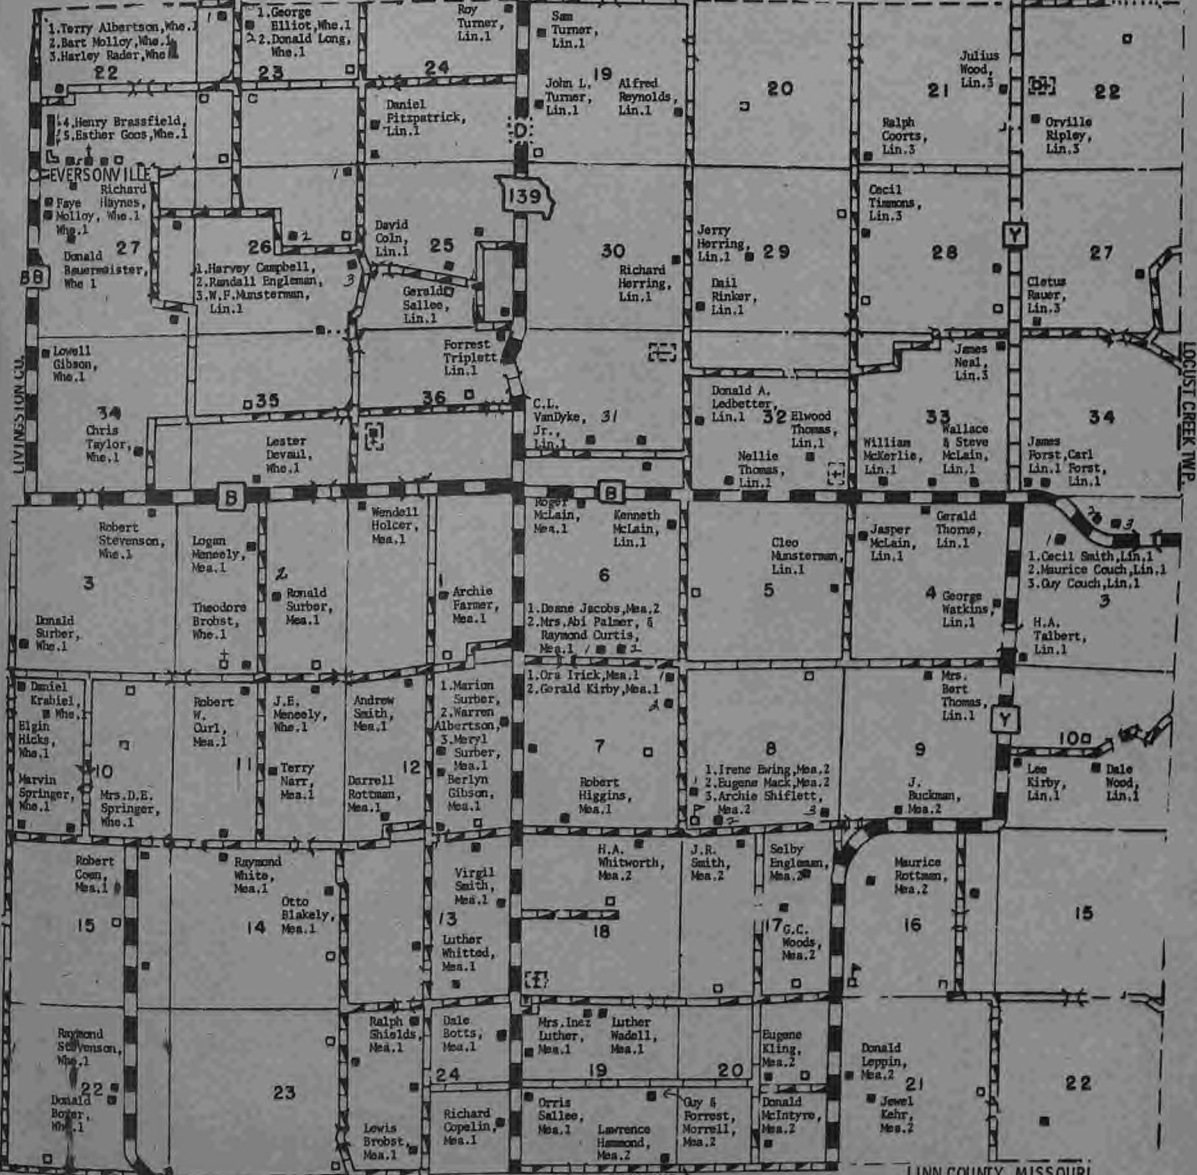 1.Terry Albertson,Whe.1
2.Bart Molloy,Whe.1
3.Harley Rader,Whe
22
1
1.George
Elliot,Whe.1
2.Donald Long,
Whe.1
23
Roy
Turner,
Lin.1
24
Sam
Turner,
Lin.1
19
John L.
Turner,
Lin.1
Alfred
Reynolds,
Lin.1
20
Julius
Wood,
Lin.3
21
Ralph
Coorts,
Lin.3
22
Orville
Ripley,
Lin.3
4.Henry Brassfield,
5.Esther Goos,Whe.1
EVERSONVILLE
Daniel
Fitzpatrick,
Lin.1
D
139
Richard
Haynes,
Whe.1
Faye
Molloy,
Whe.1
27
Donald
Bauermaister,
Whe 1
BB
1
2
26
1.Harvey Campbell,
2.Randall Engleman,
3.W.F.Munsterman,
Lin.1
3
David
Coln,
Lin.1
25
Gerald
Sallee,
Lin.1
30
Richard
Herring,
Lin.1
Jerry
Herring,
Lin.1
29
Dail
Rinker,
Lin.1
Cecil
Timmons,
Lin.3
28
Y
27
Cletus
Rauer,
Lin.3
Lowell
Gibson,
Whe.1
LIVINGSTON CO.
34
Chris
Taylor,
Whe.1
35
Lester
Devaul,
Whe.1
Forrest
Triplett
Lin.1
36
C.L.
VanDyke,
Jr.,
Lin.1
31
Donald A.
Ledbetter,
Lin.1
32
Elwood
Thomas,
Lin.1
Nellie
Thomas,
Lin.1
James
Neal,
Lin.3
33
William
McKerlie,
Lin.1
Wallace
& Steve
McLain,
Lin.1
34
James
Forst,
Lin.1
Carl
Forst,
Lin.1
LOCUST CREEK TWP.
B
B
Robert
Stevenson,
Whe.1
3
Donald
Surber,
Whe.1
Logan
Meneely,
Mea.1
Theodore
Brobst,
Whe.1
2
Ronald
Surber,
Mea.1
Wendell
Holcer,
Mea.1
1
Archie
Farmer,
Mea.1
Roger
McLain,
Mea.1
Kenneth
McLain,
Lin.1
6
1.Deane Jacobs,Mea.2
2.Mrs.Abi Palmer, &
Raymond Curtis,
Mea.1
1
2
Cleo
Munsterman,
Lin.1
5
Jasper
McLain,
Lin.1
Gerald
Thorne,
Lin.1
4
George
Watkins,
Lin.1
1
2
3
1.Cecil Smith,Lin.1
2.Maurice Couch,Lin.1
3.Guy Couch,Lin.1
3
H.A.
Talbert,
Lin.1
Daniel
Krabiel,
Whe.1
Elgin
Hicks,
Whe.1
10
Marvin
Springer,
Whe.1
Mrs.D.E.
Springer,
Whe.1
Robert
W.
Curl,
Mea.1
11
J.E.
Meneely,
Whe.1
Terry
Narr,
Mea.1
Andrew
Smith,
Mea.1
12
Darrell
Rottman,
Mea.1
1.Marion
Surber,
2.Warren
Albertson,
3.Meryl
Surber,
Mea.1
Berlyn
Gibson,
Mea.1
1.Ora Irick,Mea.1
2.Gerald Kirby,Mea.1
1
2
7
Robert
Higgins,
Mea.1
8
1.Irene Ewing,Mea.2
2.Eugene Mack,Mea.2
3.Archie Shiflett,
Mea.2
1
2
3
Mrs.
Bert
Thomas,
Lin.1
9
J.
Buckman,
Mea.2
Y
10
Lee
Kirby,
Lin.1
Dale
Wood,
Lin.1
Robert
Coen,
Mea.1
15
Raymond
White,
Mea.1
14
Otto
Blakely,
Mea.1
Virgil
Smith,
Mea.1
13
Luther
Whitted,
Mea.1
H.A.
Whitworth,
Mea.2
18
J.R.
Smith,
Mea.2
Selby
Engleman,
Mea.2
17
G.C.
Woods,
Mea.2
Maurice
Rottman,
Mea.2
16
15
Raymond
Stevenson,
Whe.1
22
Donald
Boyer,
Whe.1
23
Ralph
Shields,
Mea.1
Lewis
Brobst,
Mea.1
Dale
Botts,
Mea.1
24
Richard
Copelin,
Mea.1
Mrs.Inez
Luther,
Mea.1
Luther
Wadell,
Mea.1
19
Orris
Sallee,
Mea.1
Lawrence
Hammond,
Mea.2
20
Guy &
Forrest,
Morrell,
Mea.2
Eugene
Kling,
Mea.2
Donald
McIntyre,
Mea.2
Donald
Leppin,
Mea.2
21
Jewel
Kehr,
Mea.2
22
LINN COUNTY, MISSOURI